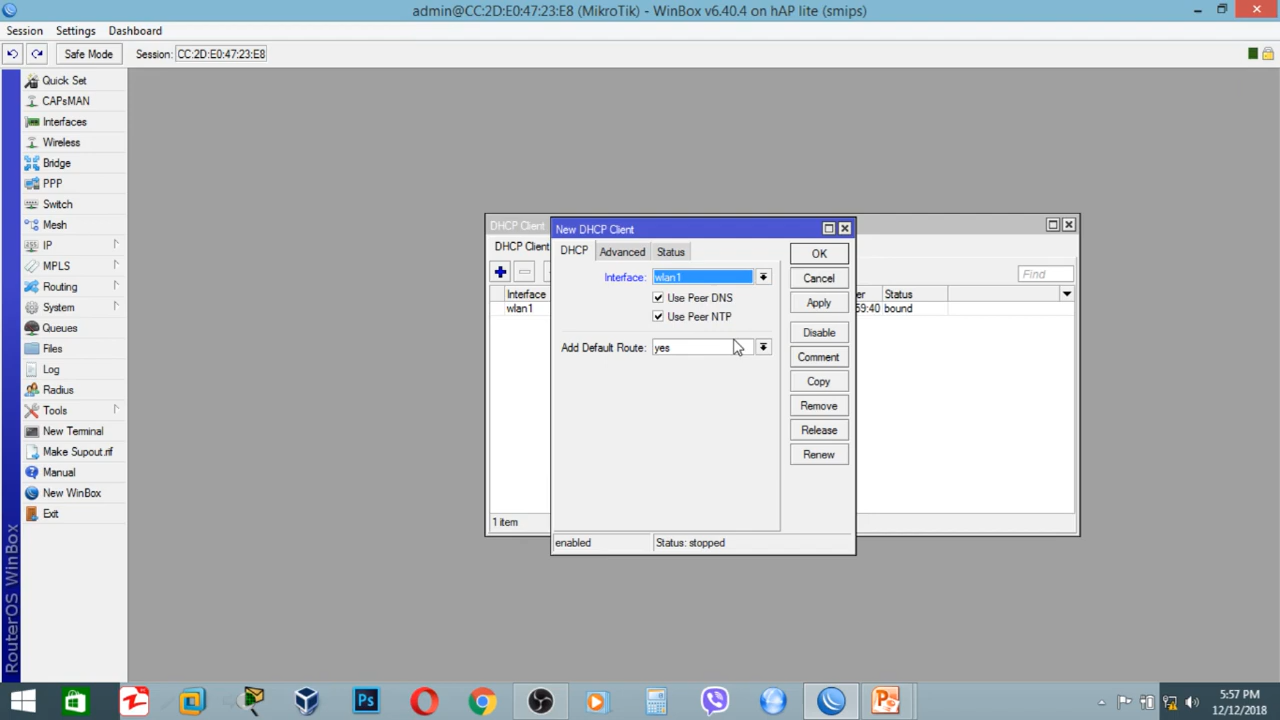 admin@CC:2D:E0:47:23:E8 (MikroTik) - WinBox v6.40.4 on hAP lite (smips)
Session Settings Dashboard
Safe Mode Session: CC:2D:E0:47:23:E8
Quick Set
CAPsMAN
Interfaces
Wireless
Bridge
PPP
Switch
Mesh
IP
MPLS
Routing
System
Queues
Files
Log
Radius
Tools
New Terminal
Make Supout.rif
Manual
New WinBox
Exit
RouterOS WinBox
DHCP Client
DHCP Client
Find
Interface
Status
wlan1
59:40 bound
1 item
New DHCP Client
DHCP Advanced Status
Interface: wlan1
Use Peer DNS
Use Peer NTP
Add Default Route: yes
OK
Cancel
Apply
Disable
Comment
Copy
Remove
Release
Renew
enabled
Status: stopped
Ps
5:57 PM
12/12/2018